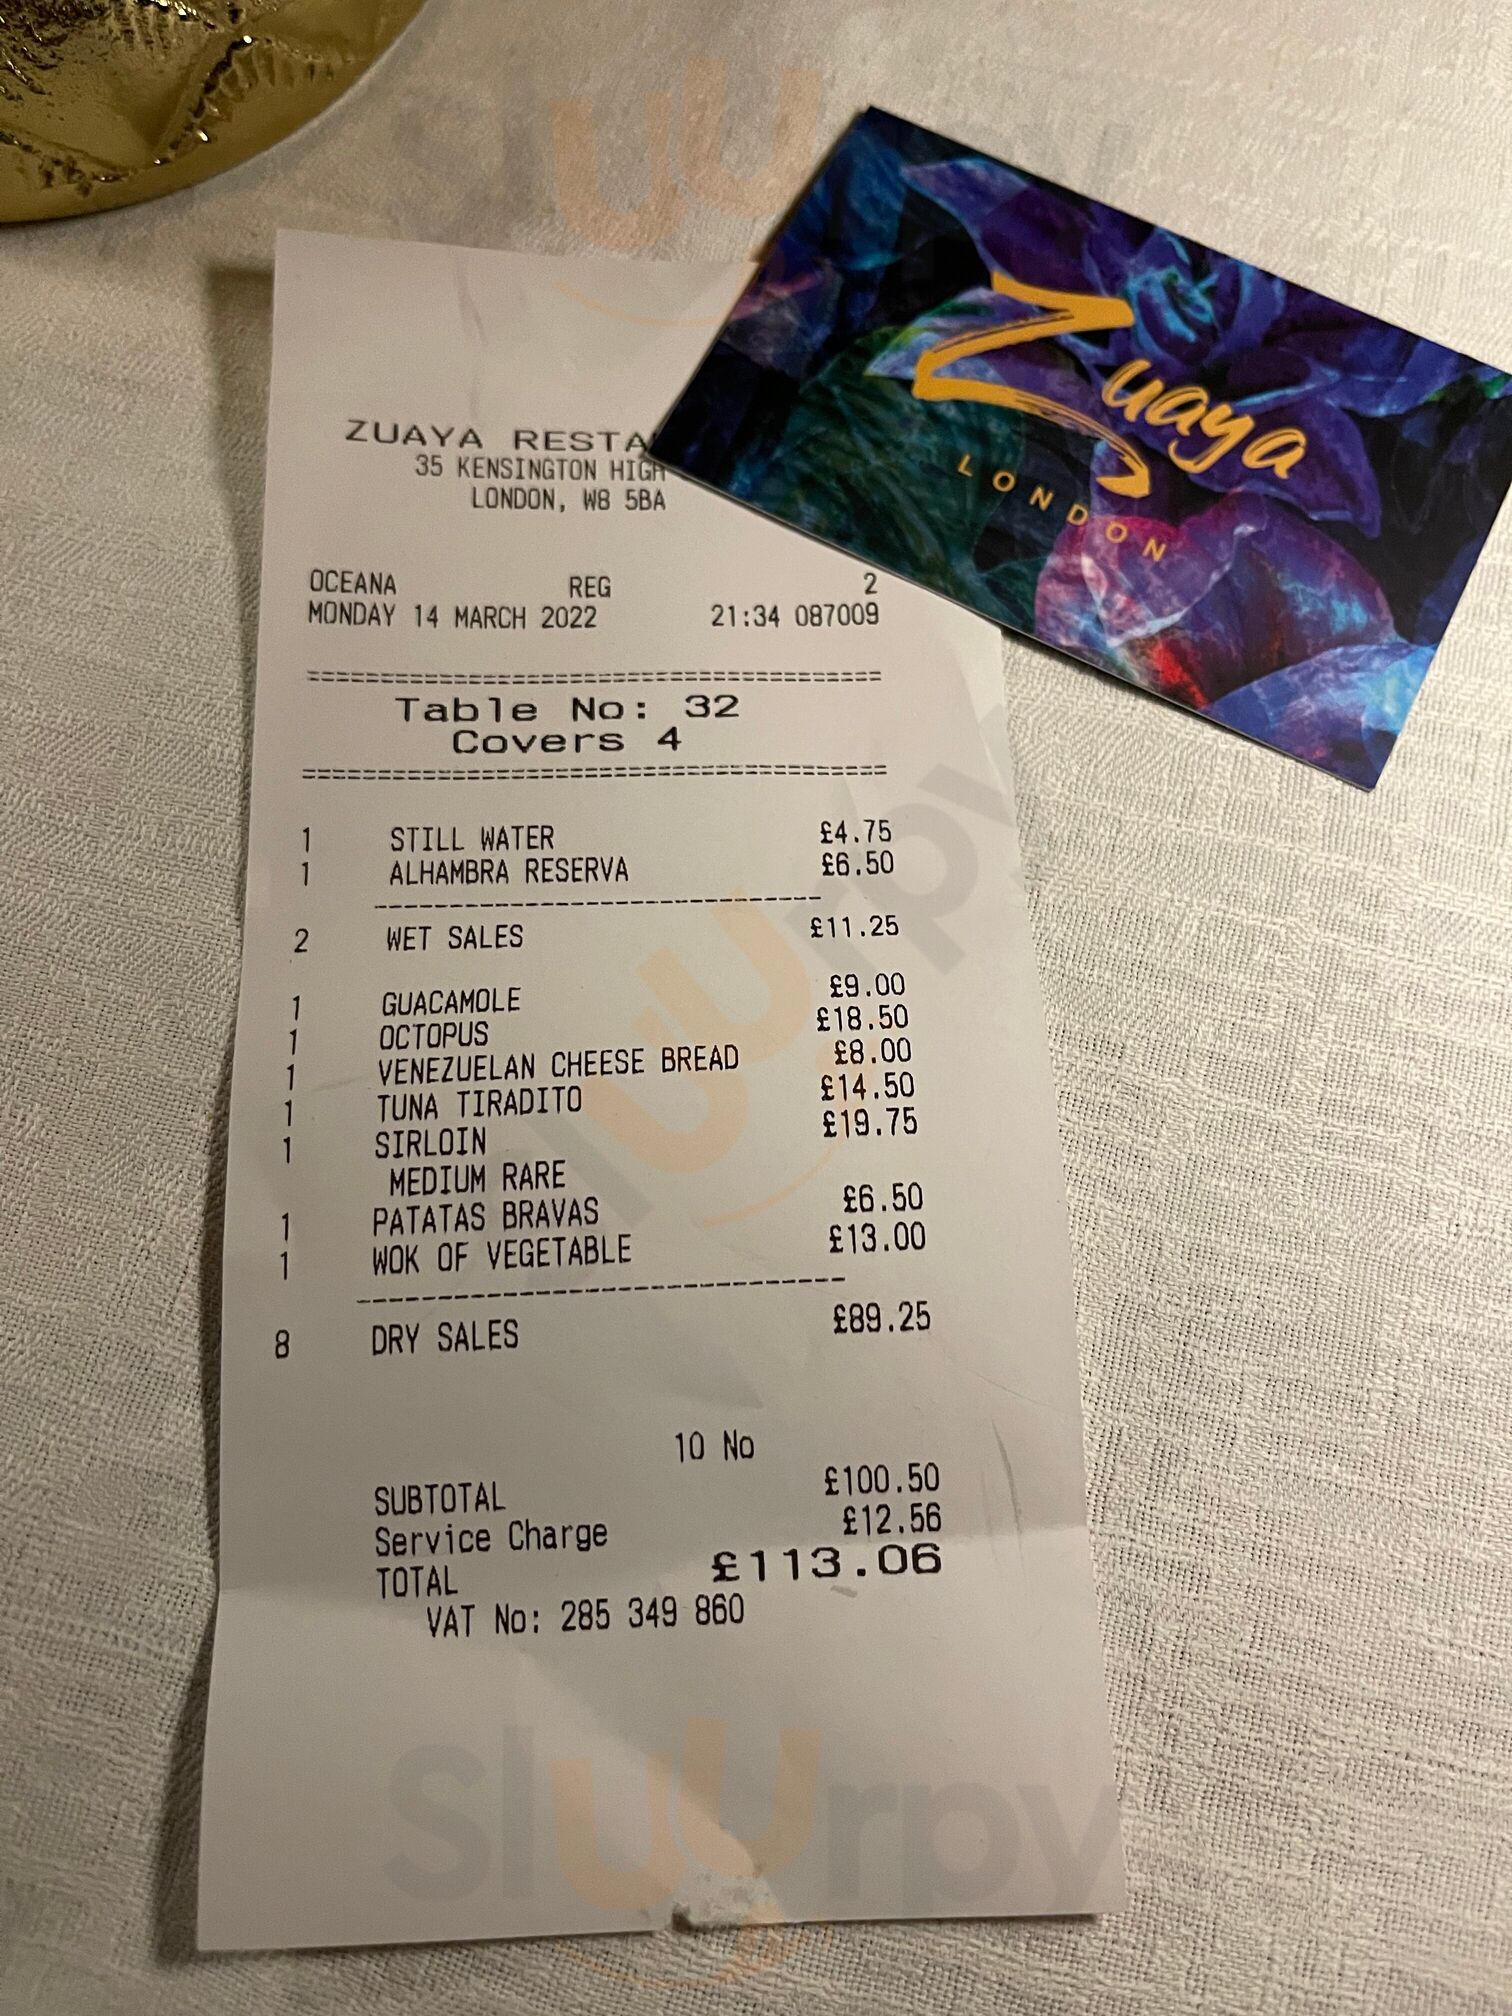 Zuaya
LONDON
ZUAYA
35 KENSINGTON HIGH
LONDON, W8 5BA
OCEANA REG 2
MONDAY 14 MARCH 2022 21:34 087009
========================================
Table No: 32
Covers 4
========================================
1 STILL WATER £4.75
1 ALHAMBRA RESERVA £6.50
------------------------------
2 WET SALES £11.25
1 GUACAMOLE £9.00
1 OCTOPUS £18.50
1 VENEZUELAN CHEESE BREAD £8.00
1 TUNA TIRADITO £14.50
1 SIRLOIN £19.75
MEDIUM RARE
1 PATATAS BRAVAS £6.50
1 WOK OF VEGETABLE £13.00
------------------------------
8 DRY SALES £89.25
10 No
SUBTOTAL £100.50
Service Charge £12.56
TOTAL £113.06
VAT No: 285 349 860
Sluurpy
Sluurpy
Sluurpy